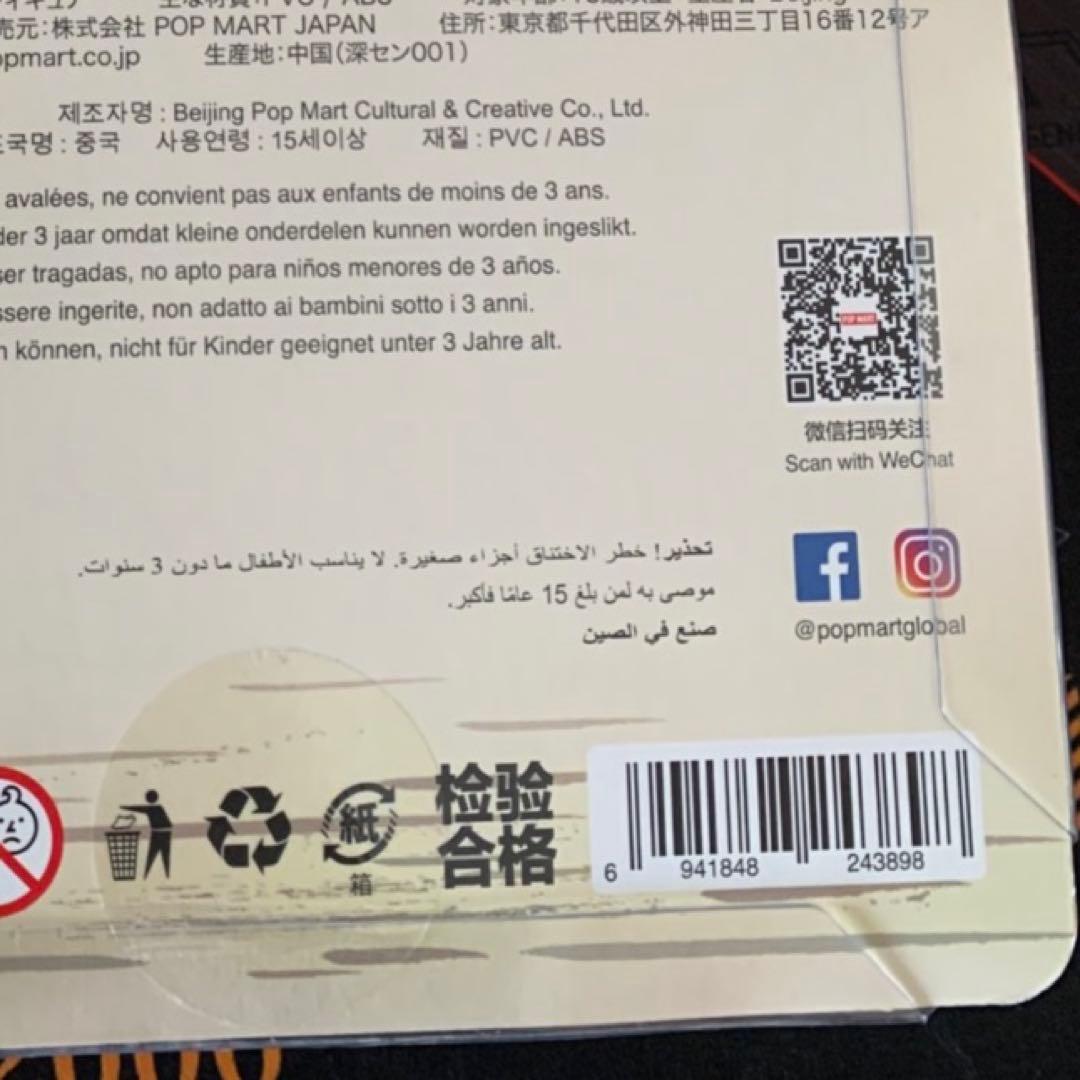 売元:株式会社 POP MART JAPAN 住所:東京都千代田区外神田三丁目16番12号ア
opmart.co.jp 生産地:中国(深セン001)
제조자명 : Beijing Pop Mart Cultural & Creative Co., Ltd.
국명 : 중국 사용연령 : 15세이상 재질 : PVC / ABS
avalées, ne convient pas aux enfants de moins de 3 ans.
der 3 jaar omdat kleine onderdelen kunnen worden ingeslikt.
ser tragadas, no apto para niños menores de 3 años.
ssere ingerite, non adatto ai bambini sotto i 3 anni.
n können, nicht für Kinder geeignet unter 3 Jahre alt.
POP MART
微信扫码关注
Scan with WeChat
تحذير! خطر الاختناق أجزاء صغيرة. لا يناسب الأطفال ما دون 3 سنوات.
موصى به لمن بلغ 15 عامًا فأكبر.
صنع في الصين
@popmartglobal
紙
箱
检验
合格
6 941848 243898